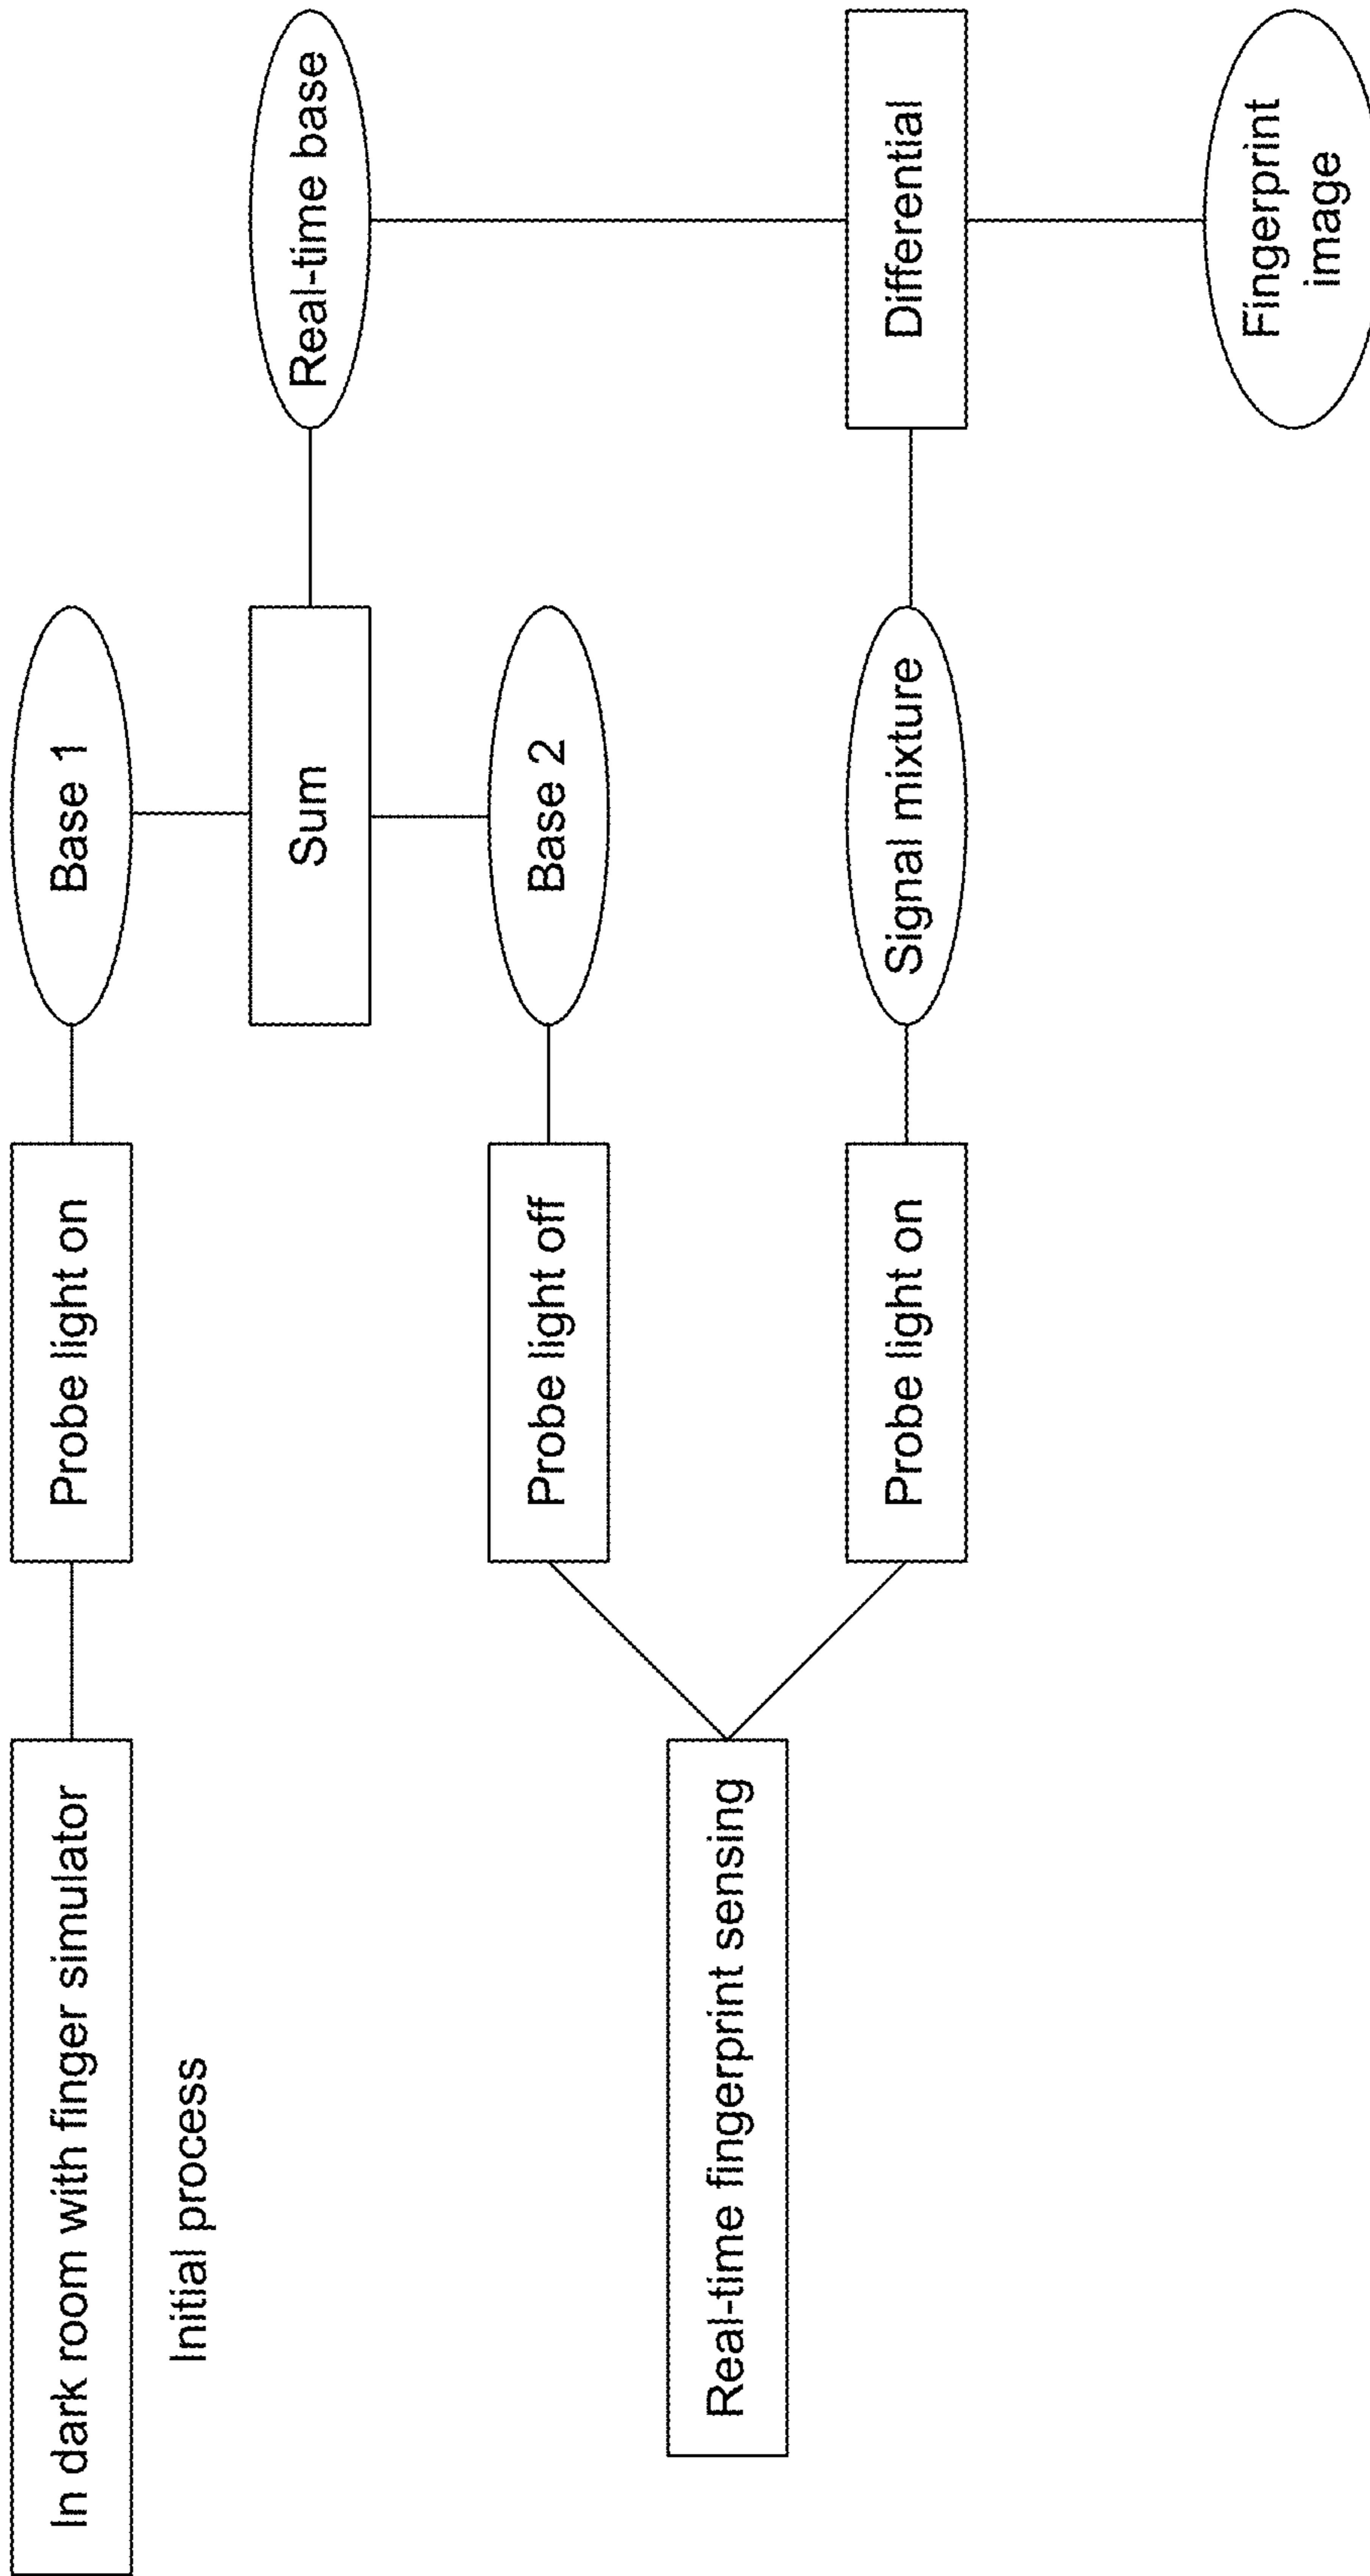 In dark room with finger simulator
Probe light on
Base 1
Initial process
Sum
Real-time base
Probe light off
Base 2
Real-time fingerprint sensing
Probe light on
Signal mixture
Differential
Fingerprint
image